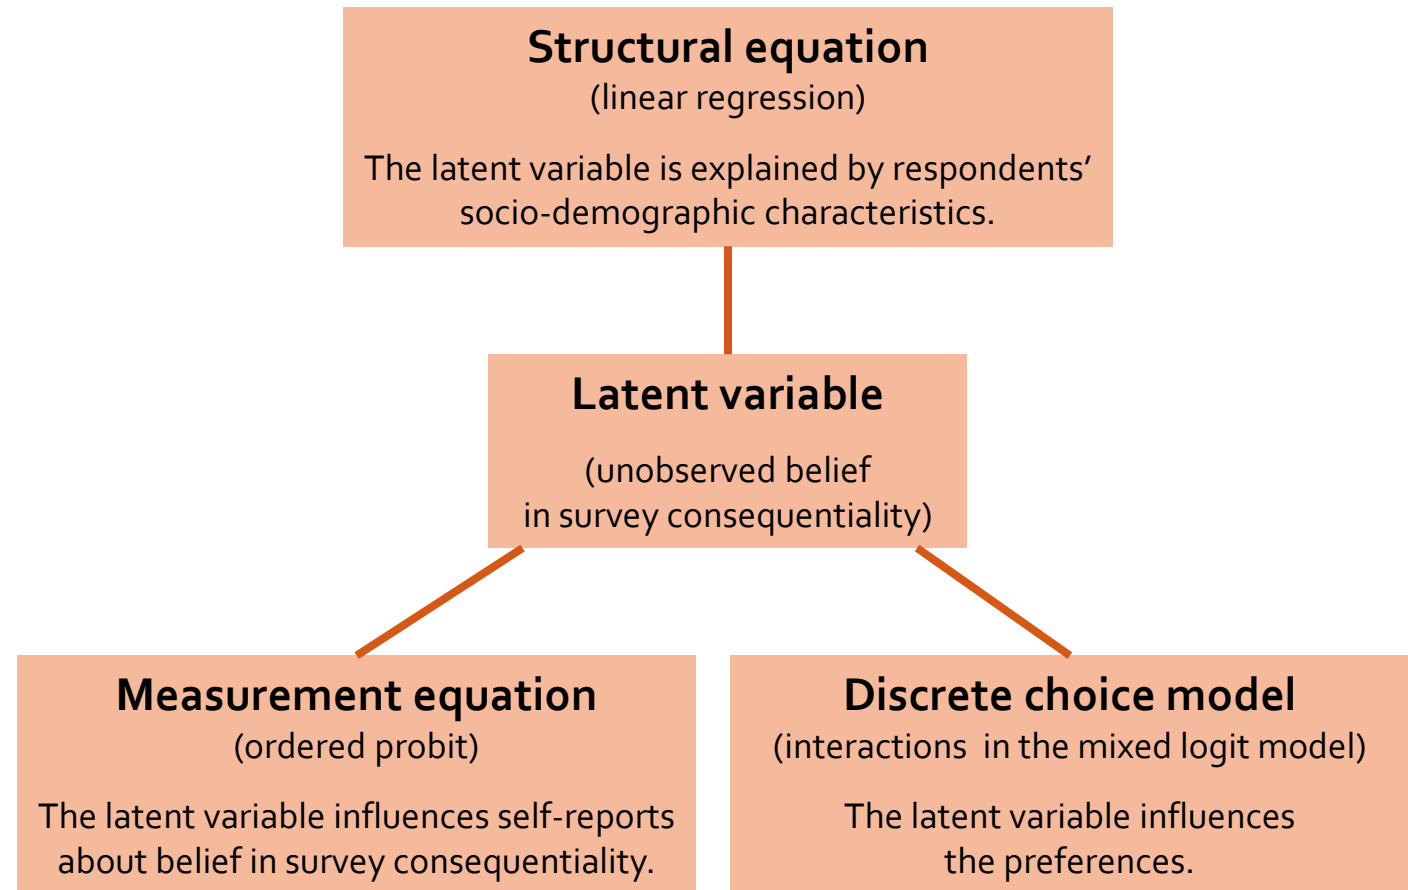 Structural equation
(linear regression)
The latent variable is explained by respondents’
socio-demographic characteristics.
Latent variable
(unobserved belief
in survey consequentiality)
Measurement equation
(ordered probit)
The latent variable influences self-reports
about belief in survey consequentiality.
Discrete choice model
(interactions in the mixed logit model)
The latent variable influences
the preferences.